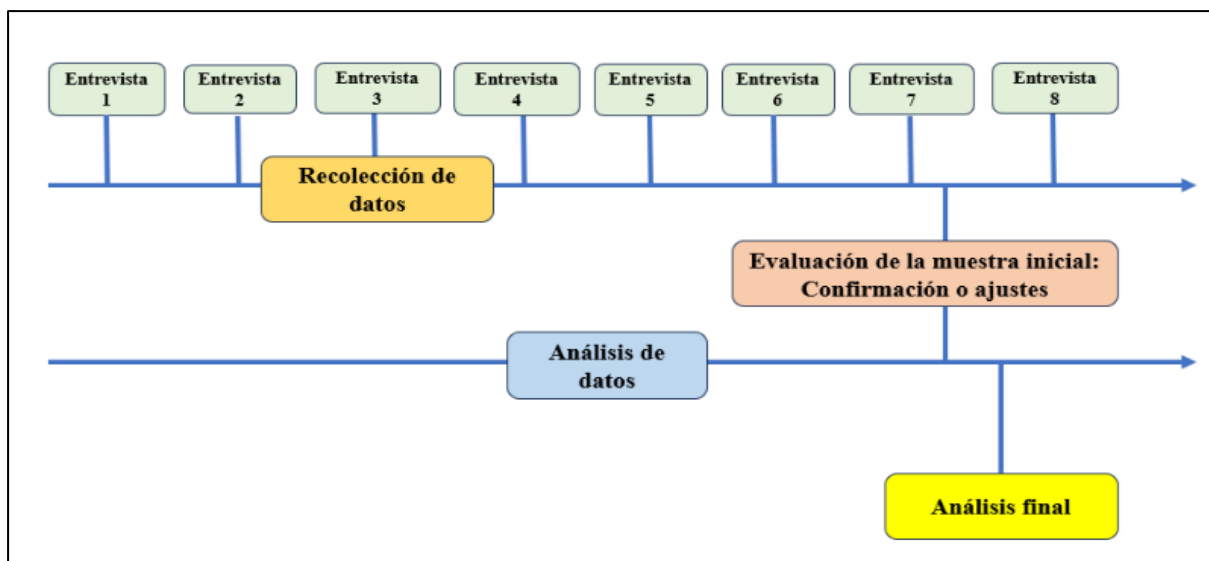 Entrevista
1
Entrevista
2
Entrevista
3
Entrevista
4
Entrevista
5
Entrevista
6
Entrevista
7
Entrevista
8
Recolección de
datos
Evaluación de la muestra inicial:
Confirmación o ajustes
Análisis de
datos
Análisis final